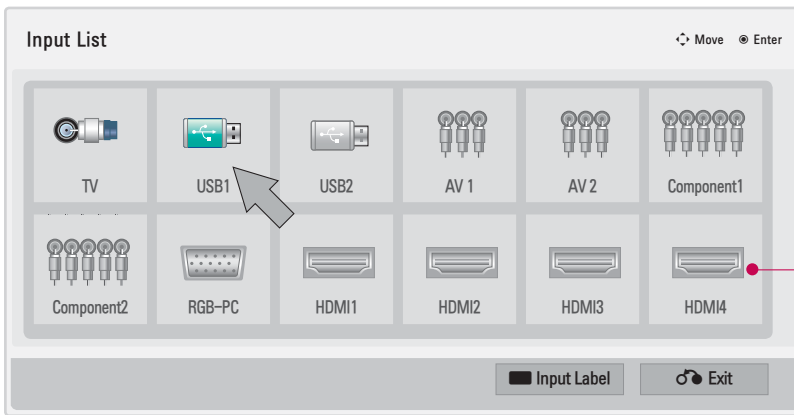 Input List
Move Enter
TV USB1 USB2 AV 1 AV 2 Component1
Component2 RGB-PC HDMI1 HDMI2 HDMI3 HDMI4
Input Label Exit